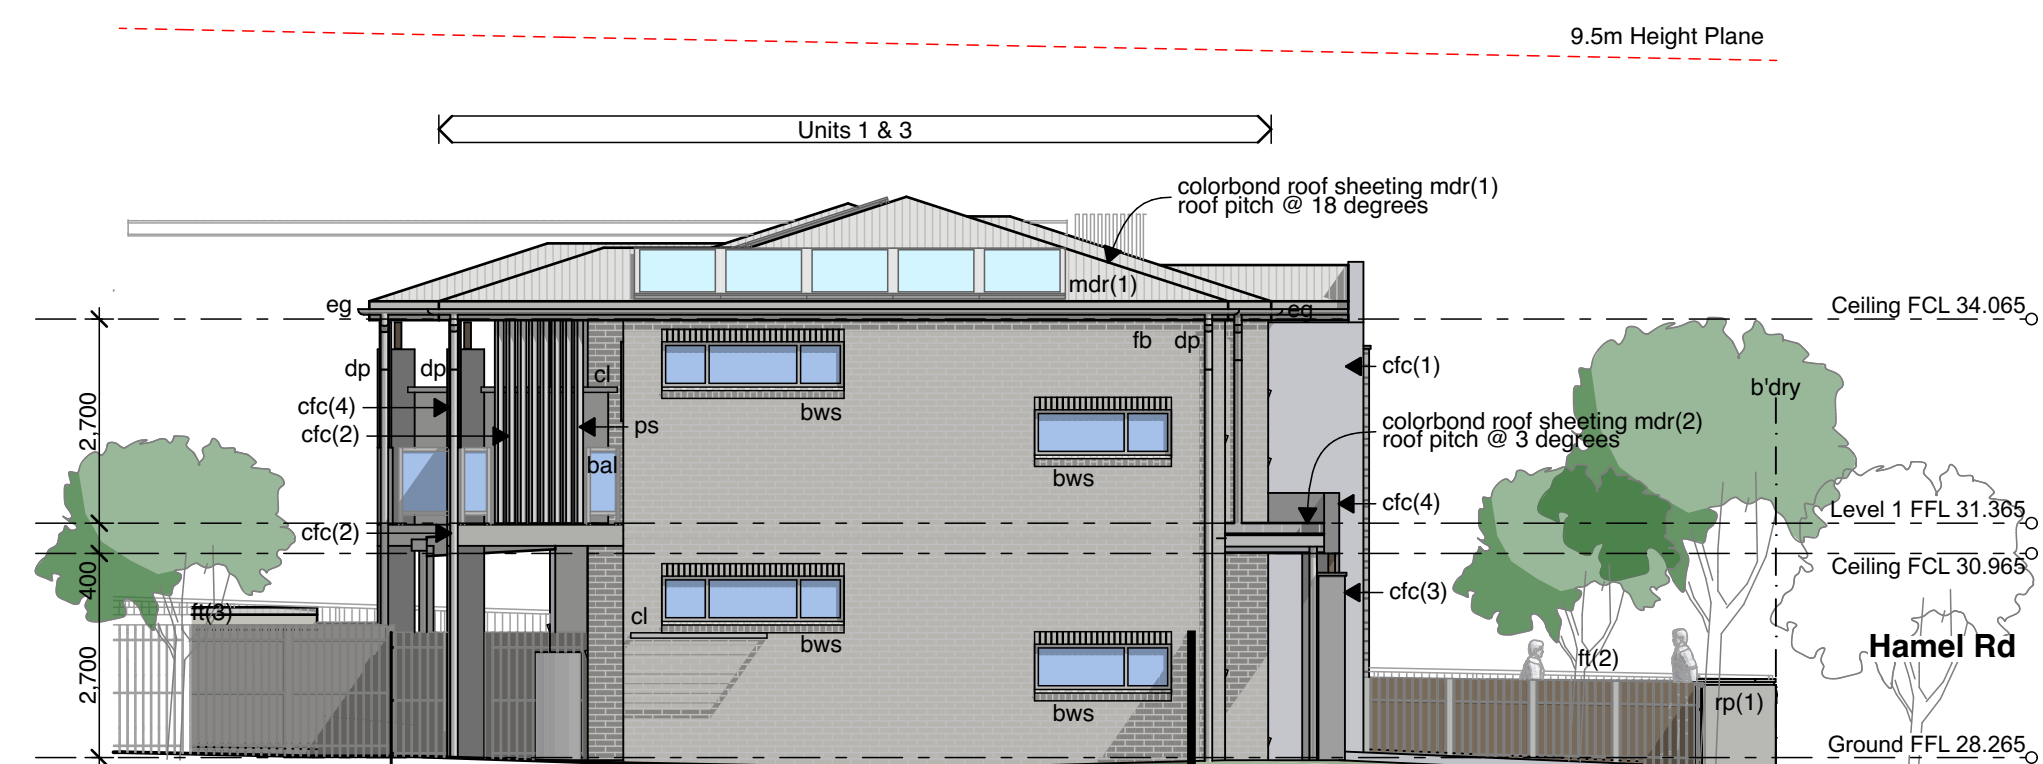 9.5m Height Plane
Units 1 & 3
colorbond roof sheeting mdr(1)
roof pitch @ 18 degrees
mdr(1)
eg
eg
Ceiling FCL 34.065
fb
dp
dp
dp
cl
cfc(1)
b'dry
2,700
cfc(4)
cfc(2)
bws
ps
colorbond roof sheeting mdr(2)
roof pitch @ 3 degrees
bal
bws
cfc(4)
Level 1 FFL 31.365
cfc(2)
400
Ceiling FCL 30.965
cfc(3)
ft(3)
cl
bws
Hamel Rd
ft(2)
2,700
bws
rp(1)
Ground FFL 28.265